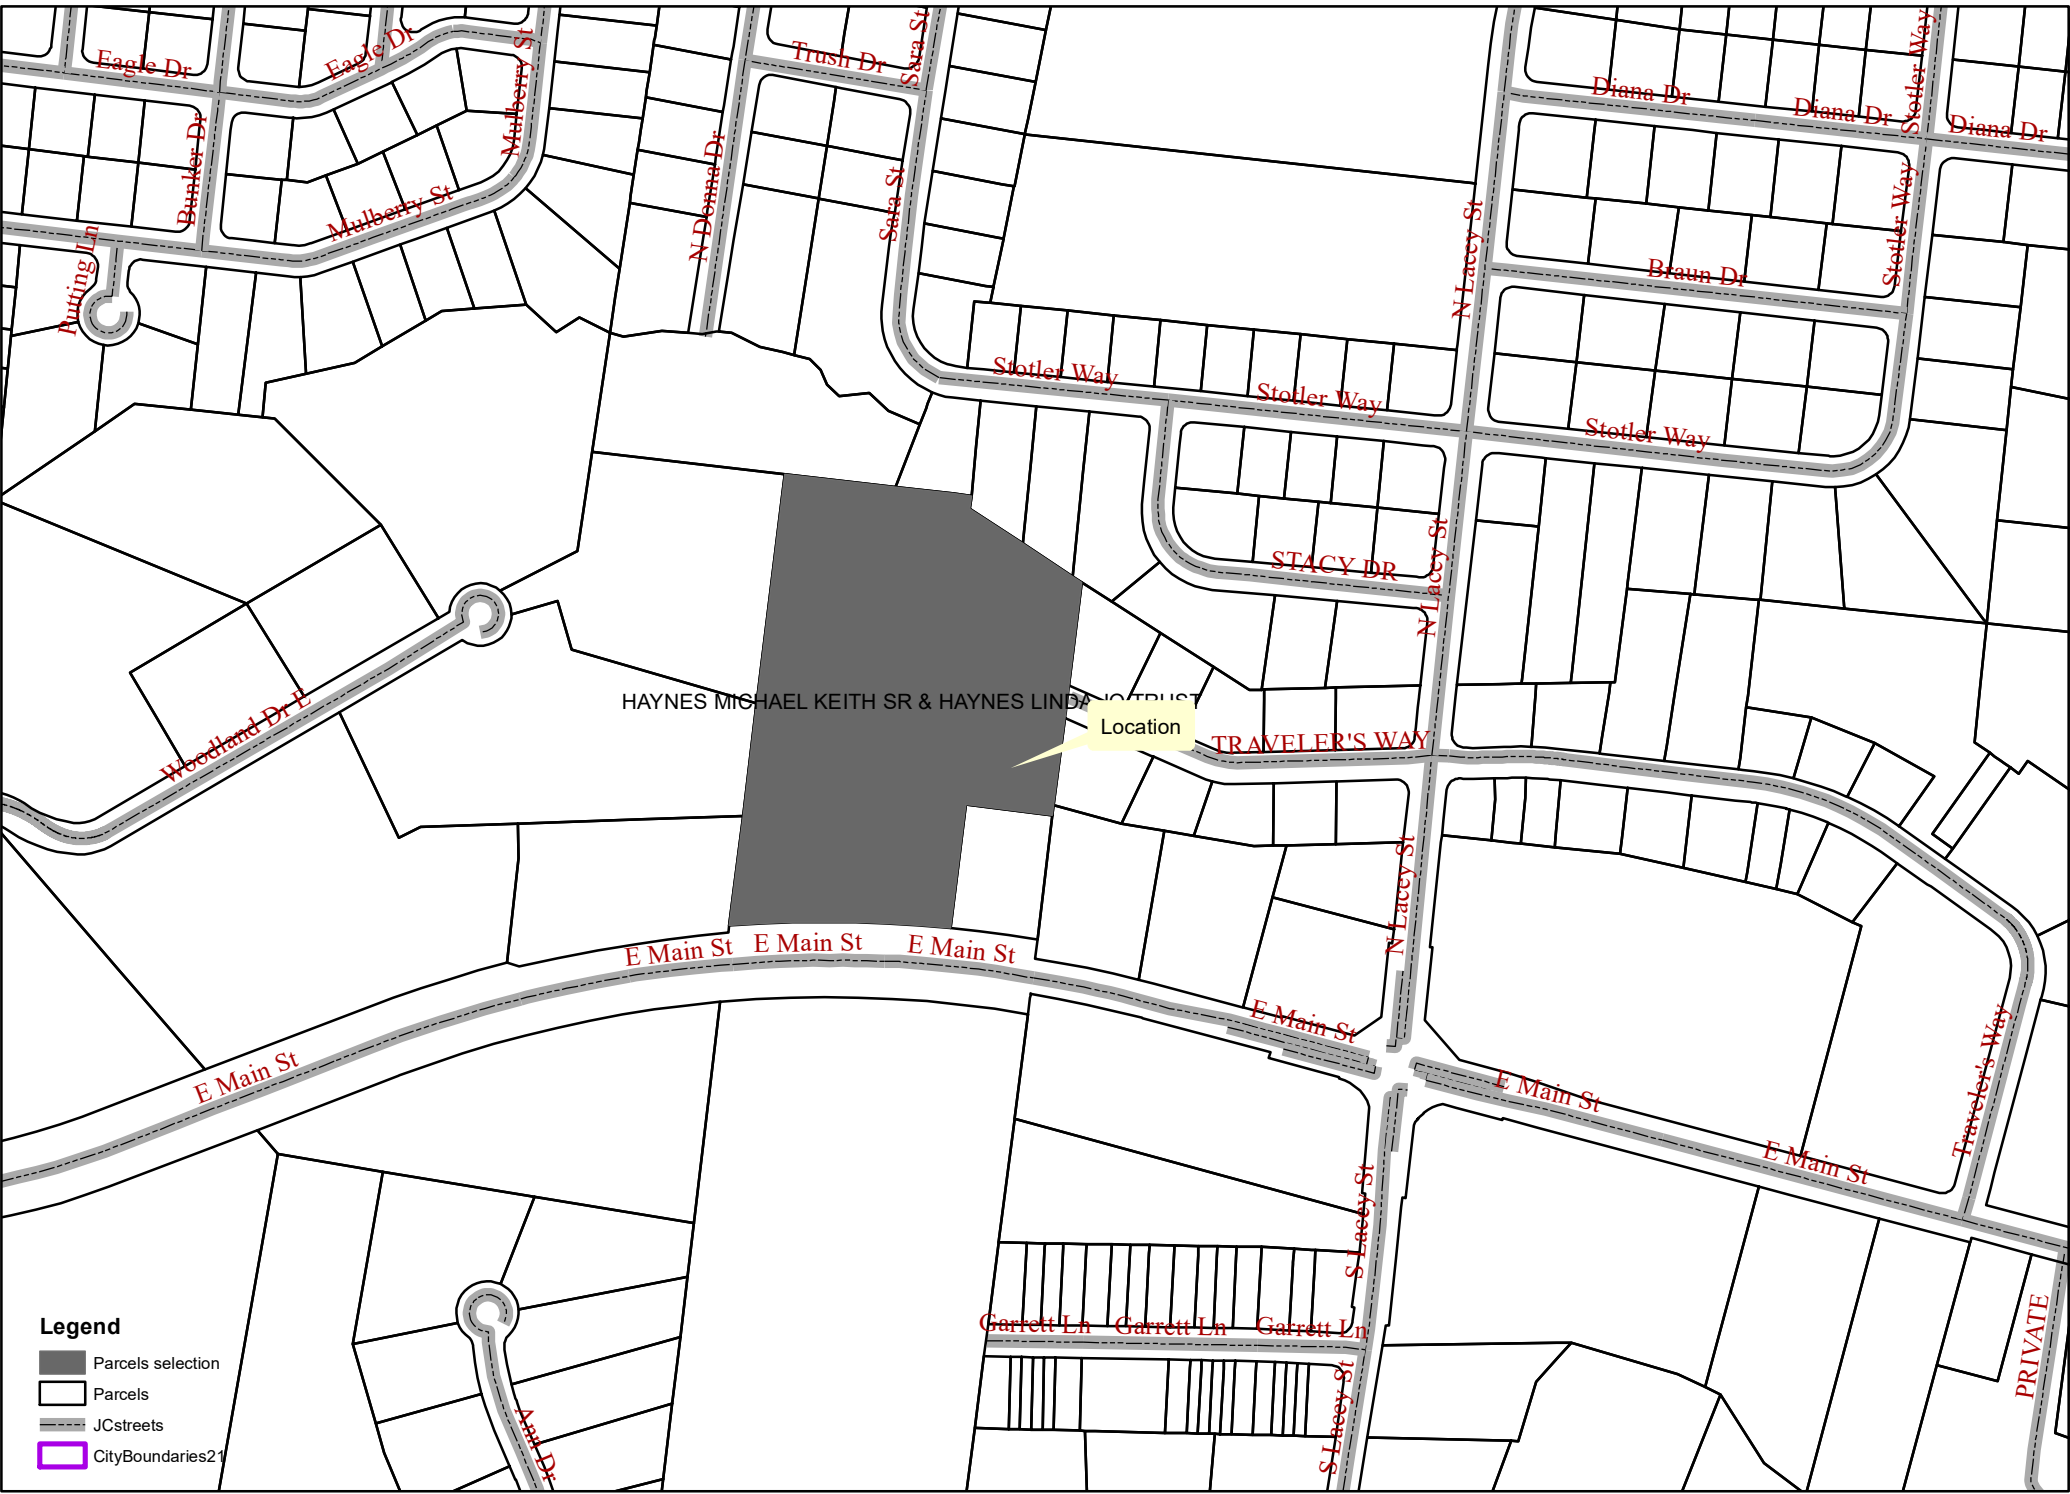 Eagle Dr
Eagle Dr
Mulberry St
Trush Dr
Sara St
Stotler Way
Diana Dr
Diana Dr
Diana Dr
Bunker Dr
Mulberry St
N Donna Dr
Sara St
N Lacey St
Stotler Way
Braun Dr
Putting Ln
Stotler Way
Stotler Way
Stotler Way
STACY DR
N Lacey St
Woodland Dr E
HAYNES MICHAEL KEITH SR & HAYNES LINDA JO TRUST
Location
TRAVELER'S WAY
N Lacey St
E Main St
E Main St
E Main St
E Main St
E Main St
E Main St
E Main St
Traveler's Way
S Lacey St
Garrett Ln
Garrett Ln
Garrett Ln
S Lacey St
PRIVATE
Ann Dr
Legend
Parcels selection
Parcels
JCstreets
CityBoundaries21